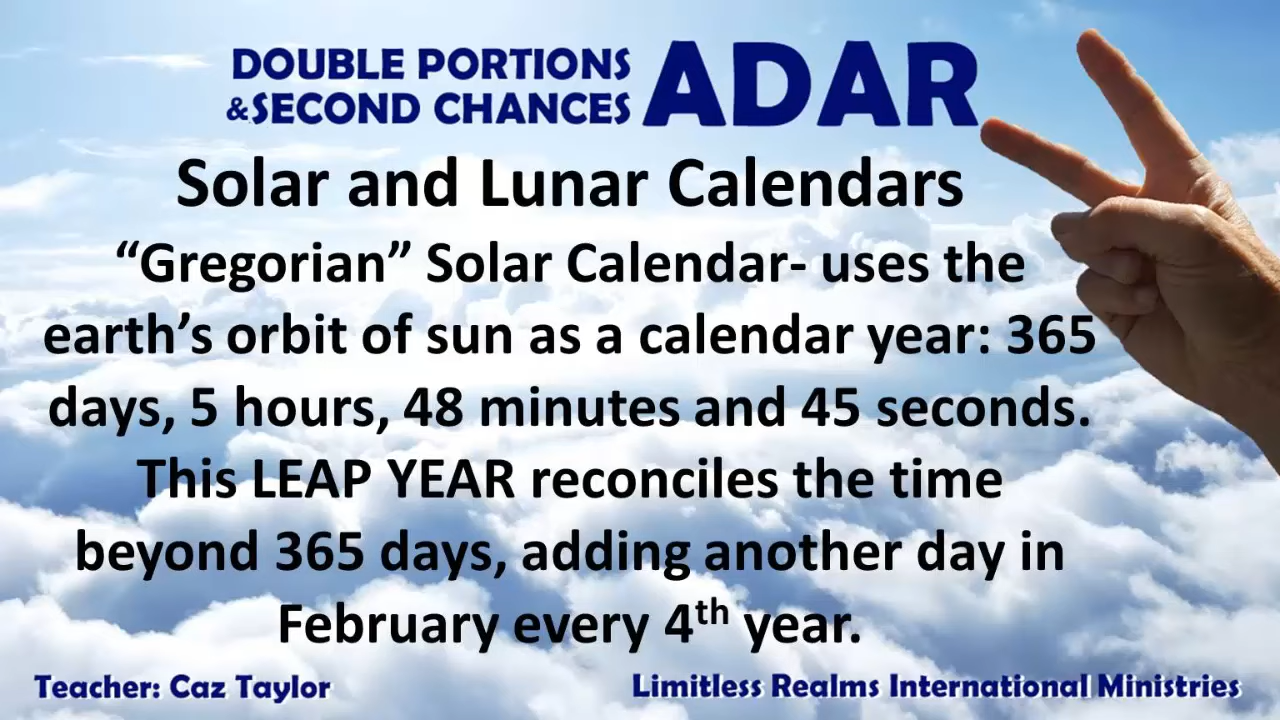 DOUBLE PORTIONS
&SECOND CHANCES
ADAR
Solar and Lunar Calendars
“Gregorian” Solar Calendar- uses the
earth’s orbit of sun as a calendar year: 365
days, 5 hours, 48 minutes and 45 seconds.
This LEAP YEAR reconciles the time
beyond 365 days, adding another day in
February every 4th year.
Teacher: Caz Taylor
Limitless Realms International Ministries